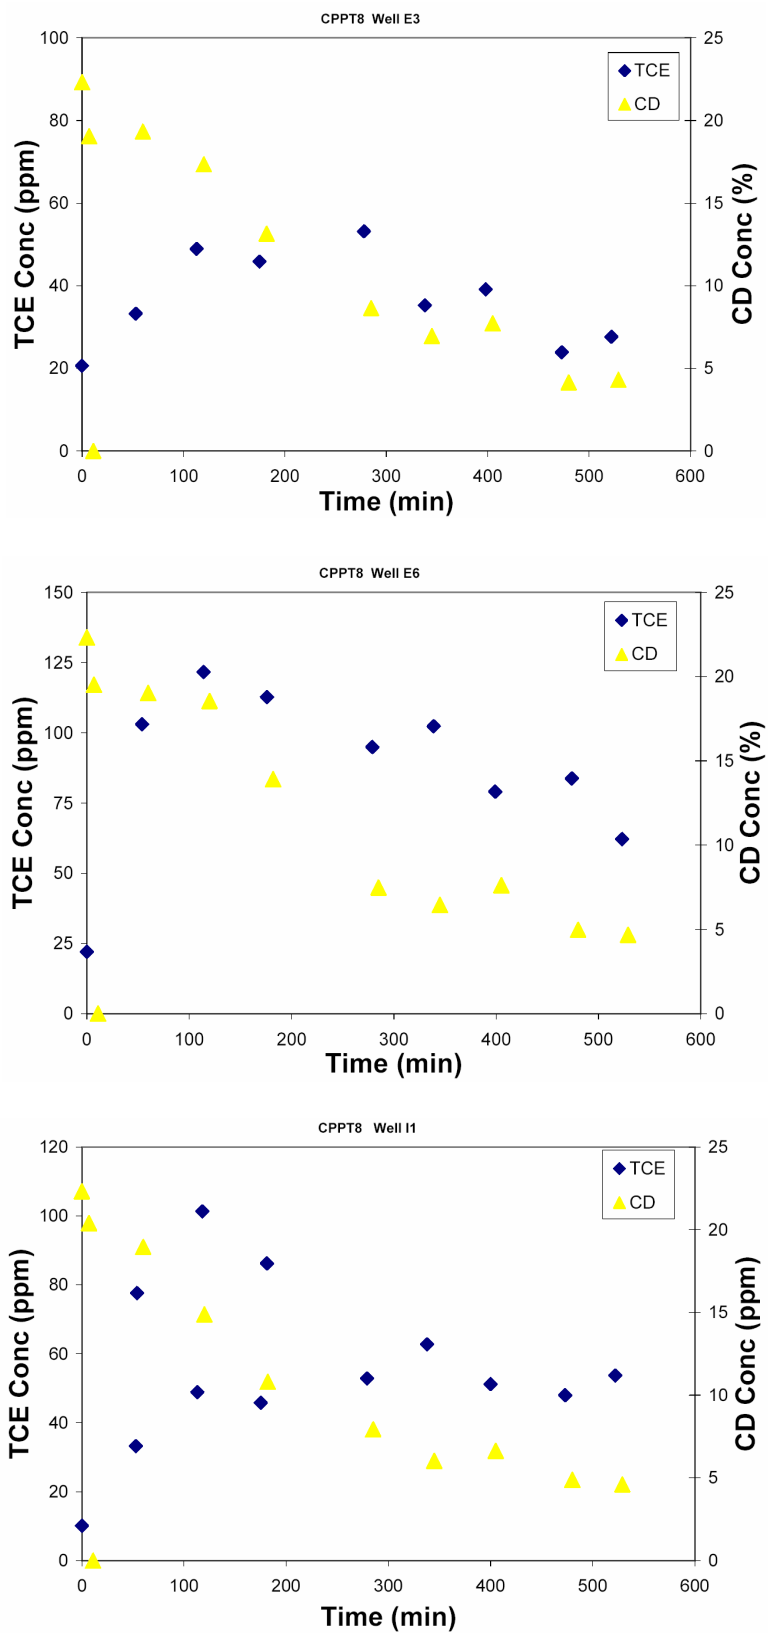 CPPT8 Well E3
100
80
60
40
20
0
25
20
15
10
5
0
TCE
CD
TCE Conc (ppm)
CD Conc (%)
0 100 200 300 400 500 600
Time (min)
CPPT8 Well E6
150
125
100
75
50
25
0
25
20
15
10
5
0
TCE
CD
TCE Conc (ppm)
CD Conc (%)
0 100 200 300 400 500 600
Time (min)
CPPT8 Well I1
120
100
80
60
40
20
0
25
20
15
10
5
0
TCE
CD
TCE Conc (ppm)
CD Conc (ppm)
0 100 200 300 400 500 600
Time (min)